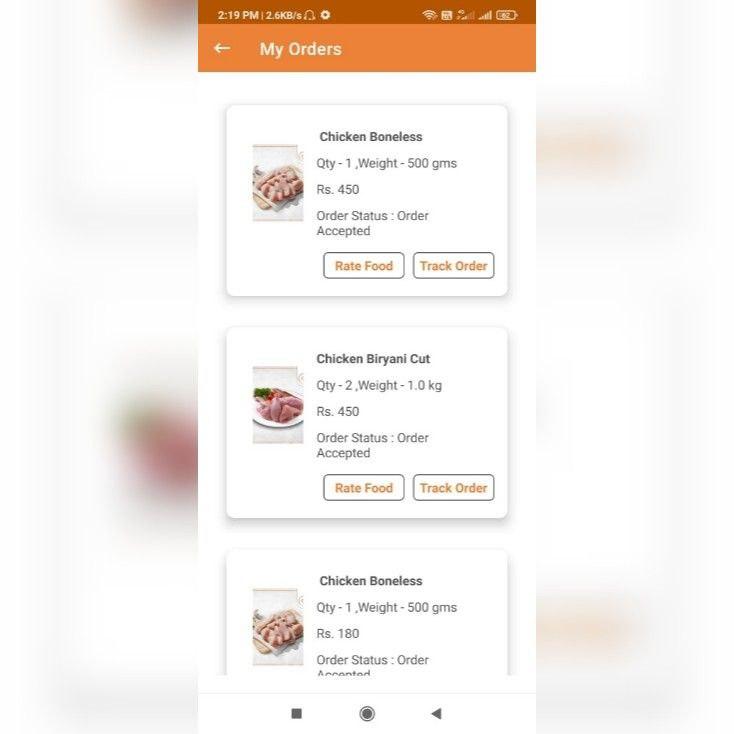 2:19 PM | 2.6KB/s
62
My Orders
Chicken Boneless
Qty - 1 ,Weight - 500 gms
Rs. 450
Order Status : Order
Accepted
Rate Food
Track Order
Chicken Biryani Cut
Qty - 2 ,Weight - 1.0 kg
Rs. 450
Order Status : Order
Accepted
Rate Food
Track Order
Chicken Boneless
Qty - 1 ,Weight - 500 gms
Rs. 180
Order Status : Order
Accepted